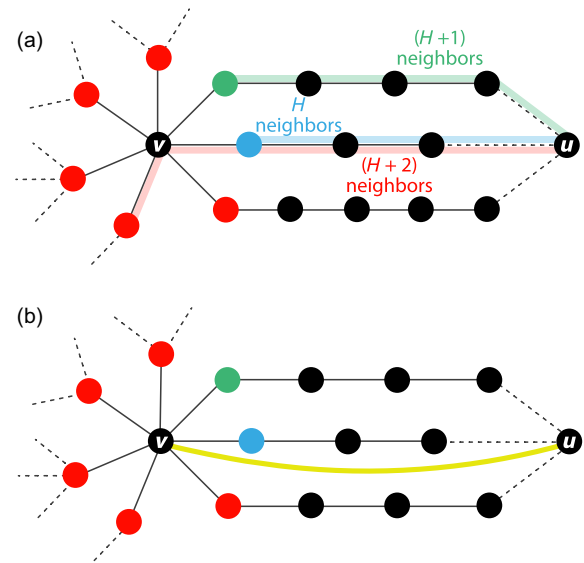 (a)
(H+1)
neighbors
H
neighbors
v
u
(H + 2)
neighbors
(b)
v
u